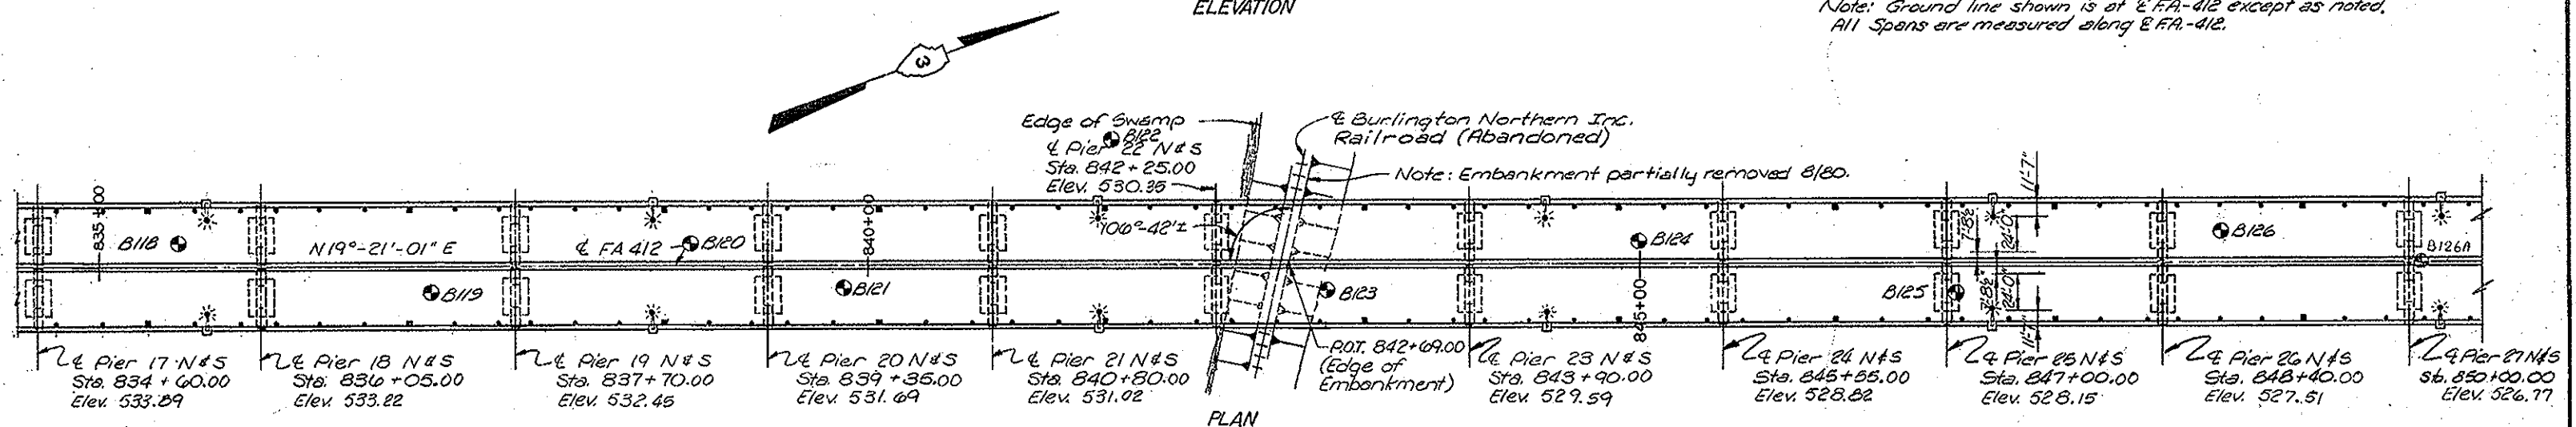 ELEVATION
Note: Ground line shown is at ℄ F.A.-412 except as noted.
All Spans are measured along ℄ F.A.-412.
3
Edge of Swamp
B122
℄ Pier 22 N&S
Sta. 842+25.00
Elev. 530.35
℄ Burlington Northern Inc.
Railroad (Abandoned)
Note: Embankment partially removed 8/80.
835+00
B118
N19°-21'-01" E
℄ FA 412
B120
840+00
106°-42'±
B124
11'-7"
24'-0"
B126
B126A
B119
B121
B123
845+00
B125
24'-0"
11'-7"
P.O.T. 842+69.00
(Edge of
Embankment)
℄ Pier 17 N&S
Sta. 834+60.00
Elev. 533.89
℄ Pier 18 N&S
Sta. 836+05.00
Elev. 533.22
℄ Pier 19 N&S
Sta. 837+70.00
Elev. 532.45
℄ Pier 20 N&S
Sta. 839+35.00
Elev. 531.69
℄ Pier 21 N&S
Sta. 840+80.00
Elev. 531.02
℄ Pier 23 N&S
Sta. 843+90.00
Elev. 529.59
℄ Pier 24 N&S
Sta. 845+55.00
Elev. 528.82
℄ Pier 25 N&S
Sta. 847+00.00
Elev. 528.15
℄ Pier 26 N&S
Sta. 848+40.00
Elev. 527.51
℄ Pier 27 N&S
Sta. 850+00.00
Elev. 526.77
PLAN